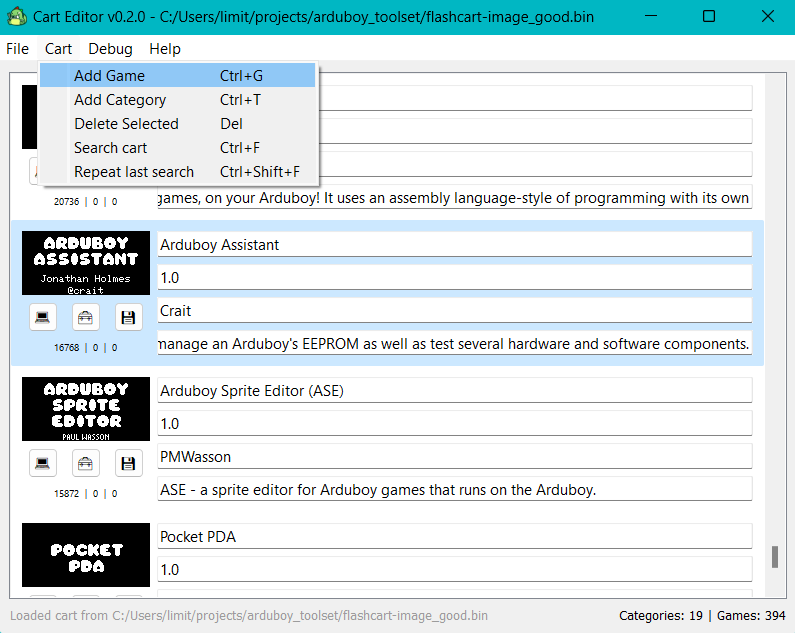 Cart Editor v0.2.0 - C:/Users/limit/projects/arduboy_toolset/flashcart-image_good.bin
File Cart Debug Help
Add Game Ctrl+G
Add Category Ctrl+T
Delete Selected Del
Search cart Ctrl+F
Repeat last search Ctrl+Shift+F
20736 | 0 | 0
games, on your Arduboy! It uses an assembly language-style of programming with its own
ARDUBOY
ASSISTANT
Jonathan Holmes
@crait
Arduboy Assistant
1.0
Crait
manage an Arduboy's EEPROM as well as test several hardware and software components.
16768 | 0 | 0
ARDUBOY
SPRITE
EDITOR
PAUL WASSON
Arduboy Sprite Editor (ASE)
1.0
PMWasson
ASE - a sprite editor for Arduboy games that runs on the Arduboy.
15872 | 0 | 0
POCKET
PDA
Pocket PDA
1.0
Loaded cart from C:/Users/limit/projects/arduboy_toolset/flashcart-image_good.bin
Categories: 19 | Games: 394